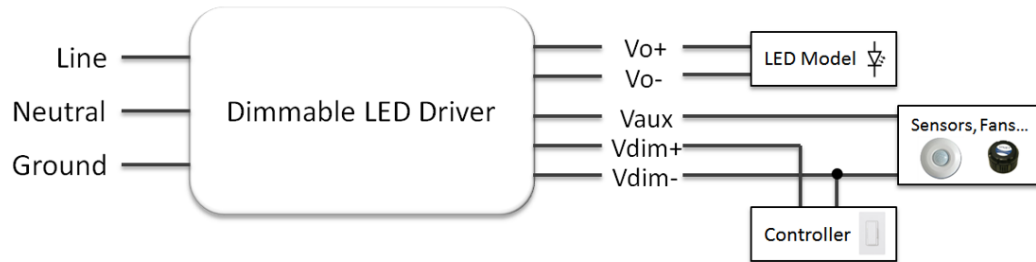 Line
Neutral
Ground
Dimmable LED Driver
Vo+
Vo-
Vaux
Vdim+
Vdim-
LED Model
Sensors, Fans...
Controller